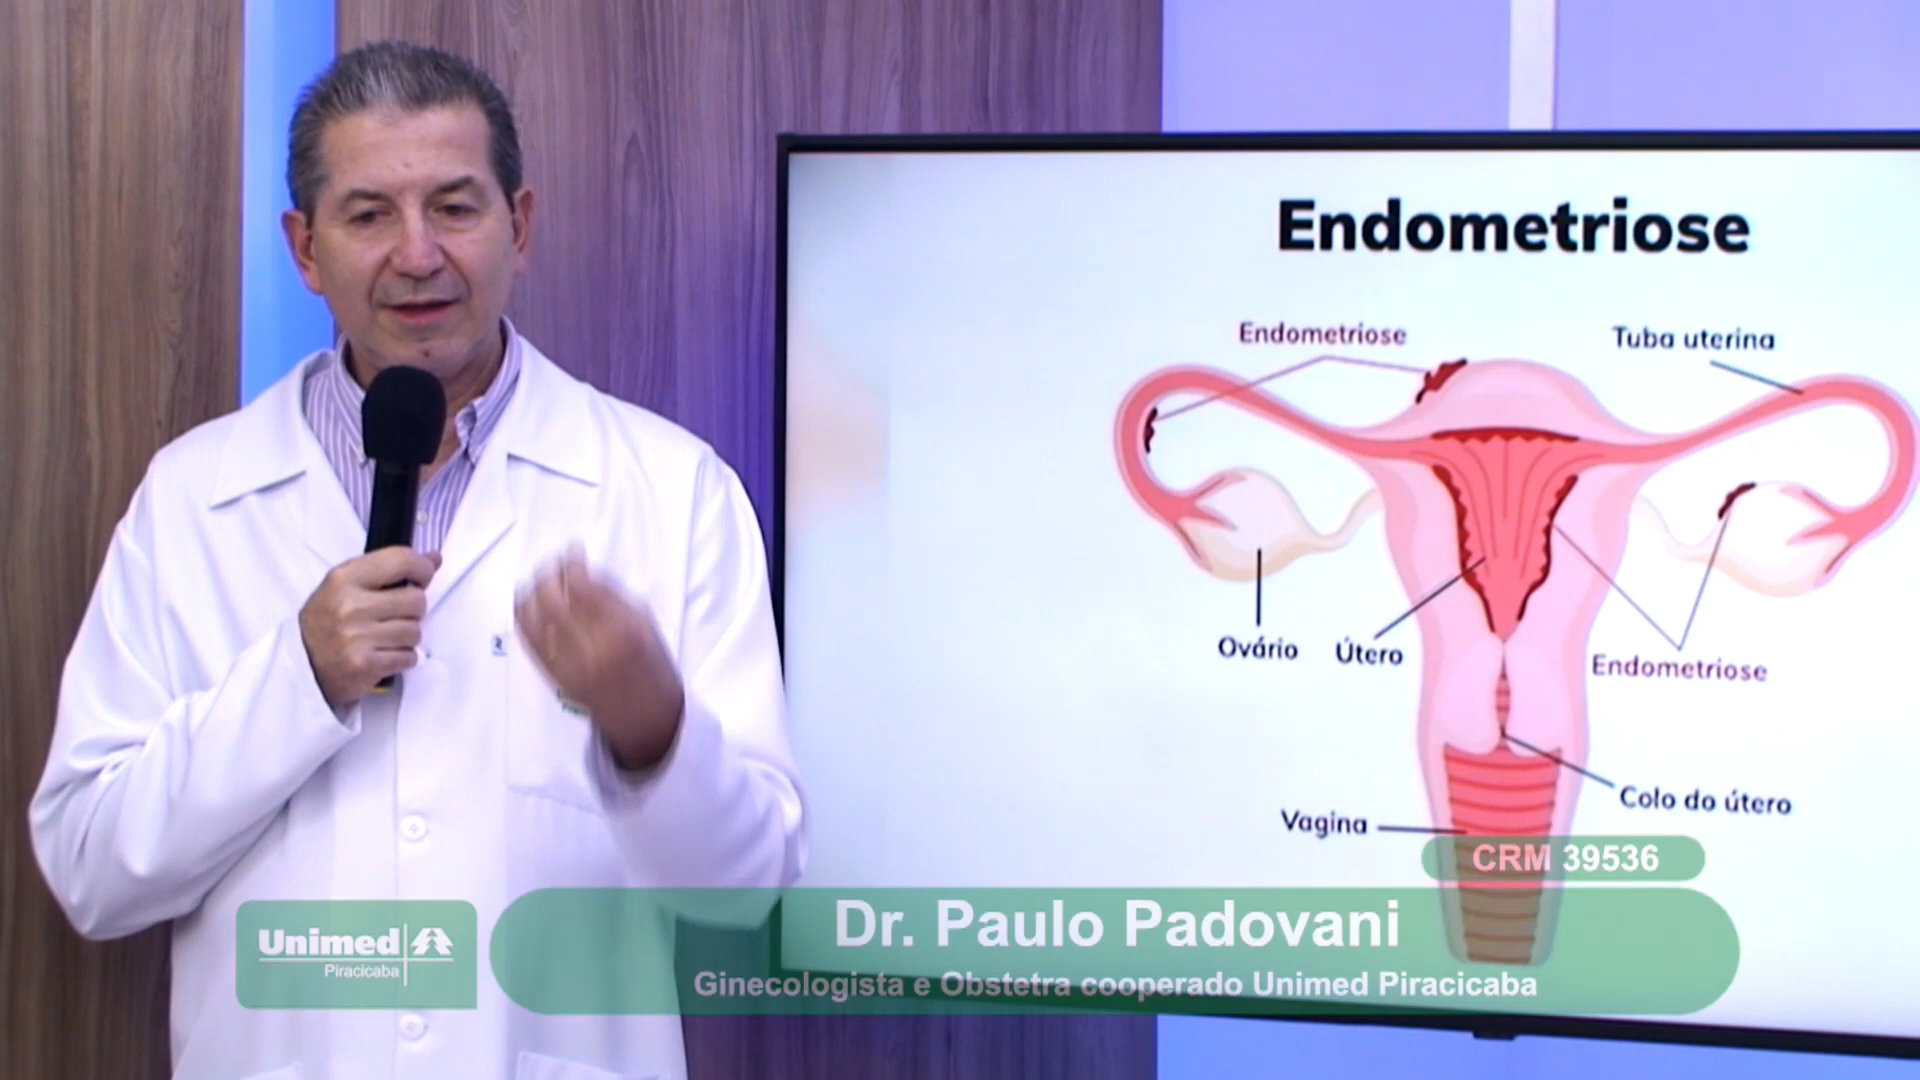 Endometriose
Endometriose
Tuba uterina
Ovário
Útero
Endometriose
Colo do útero
Vagina
CRM 39536
Unimed
Piracicaba
Dr. Paulo Padovani
Ginecologista e Obstetra cooperado Unimed Piracicaba